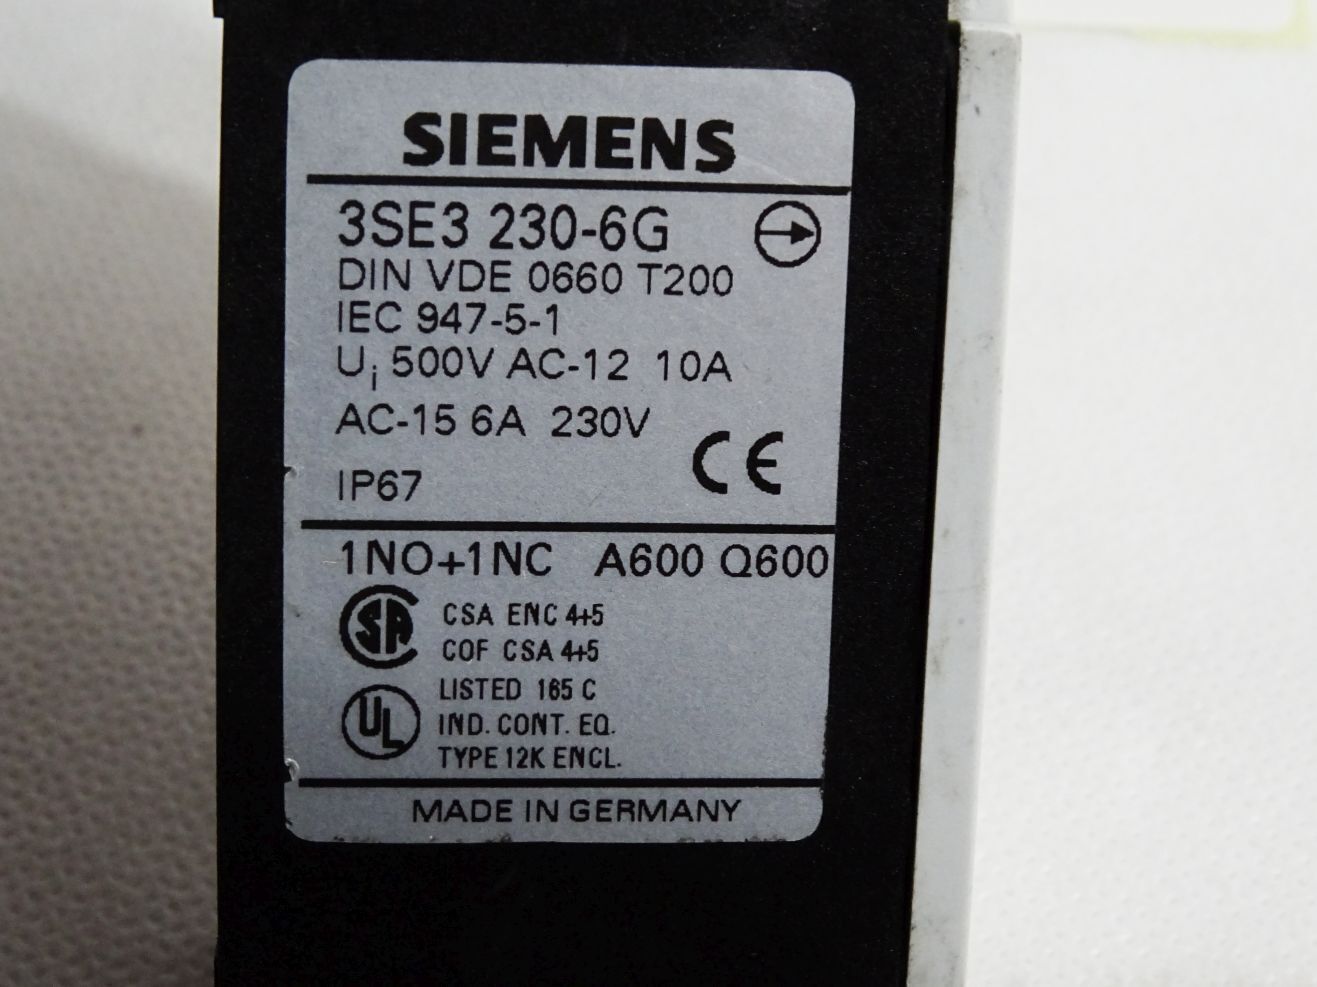 SIEMENS
3SE3 230-6G
DIN VDE 0660 T200
IEC 947-5-1
Ui 500V AC-12 10A
AC-15 6A 230V
CE
IP67
1NO+1NC A600 Q600
SA
CSA ENC 4+5
COF CSA 4+5
UL
LISTED 165 C
IND. CONT. EQ.
TYPE 12K ENCL.
MADE IN GERMANY